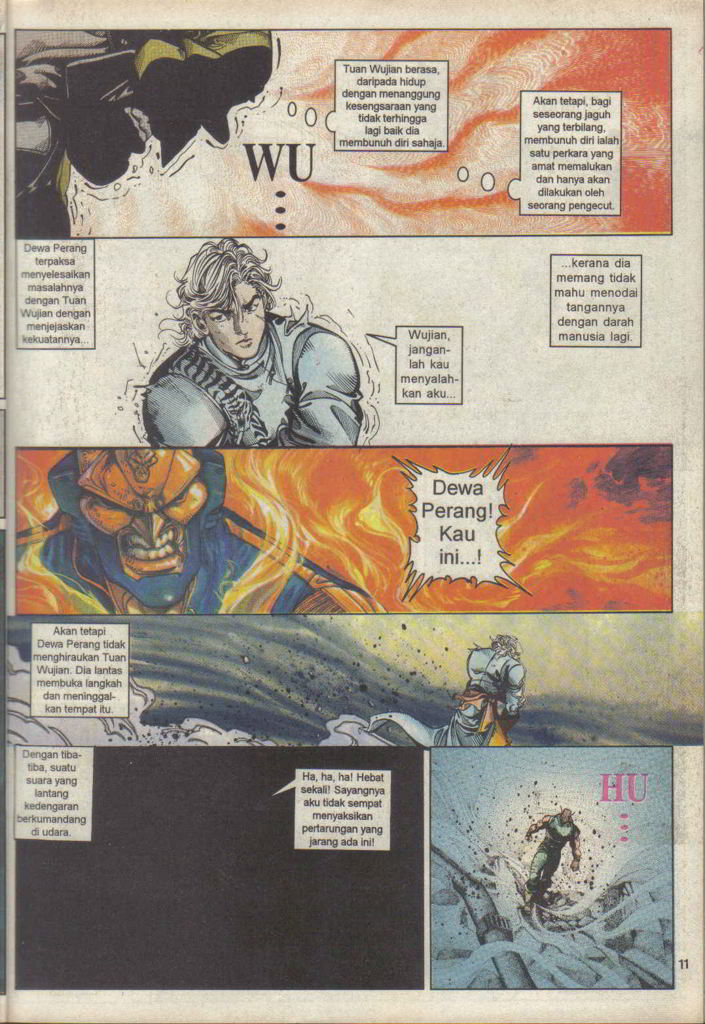 Tuan Wujian berasa,
daripada hidup
dengan menanggung
kesengsaraan yang
tidak terhingga
lagi baik dia
membunuh diri sahaja.
Akan tetapi, bagi
seseorang jaguh
yang terbilang,
membunuh diri ialah
satu perkara yang
amat memalukan
dan hanya akan
dilakukan oleh
seorang pengecut.
WU
Dewa Perang
terpaksa
menyelesaikan
masalahnya
dengan Tuan
Wujian dengan
menjejaskan
kekuatannya...
...kerana dia
memang tidak
mahu menodai
tangannya
dengan darah
manusia lagi.
Wujian,
jangan-
lah kau
menyalah-
kan aku...
Dewa
Perang!
Kau
ini...!
Akan tetapi
Dewa Perang tidak
menghiraukan Tuan
Wujian. Dia lantas
membuka langkah
dan meninggal-
kan tempat itu.
Dengan tiba-
tiba, suatu
suara yang
lantang
kedengaran
berkumandang
di udara.
Ha, ha, ha! Hebat
sekali! Sayangnya
aku tidak sempat
menyaksikan
pertarungan yang
jarang ada ini!
HU
11